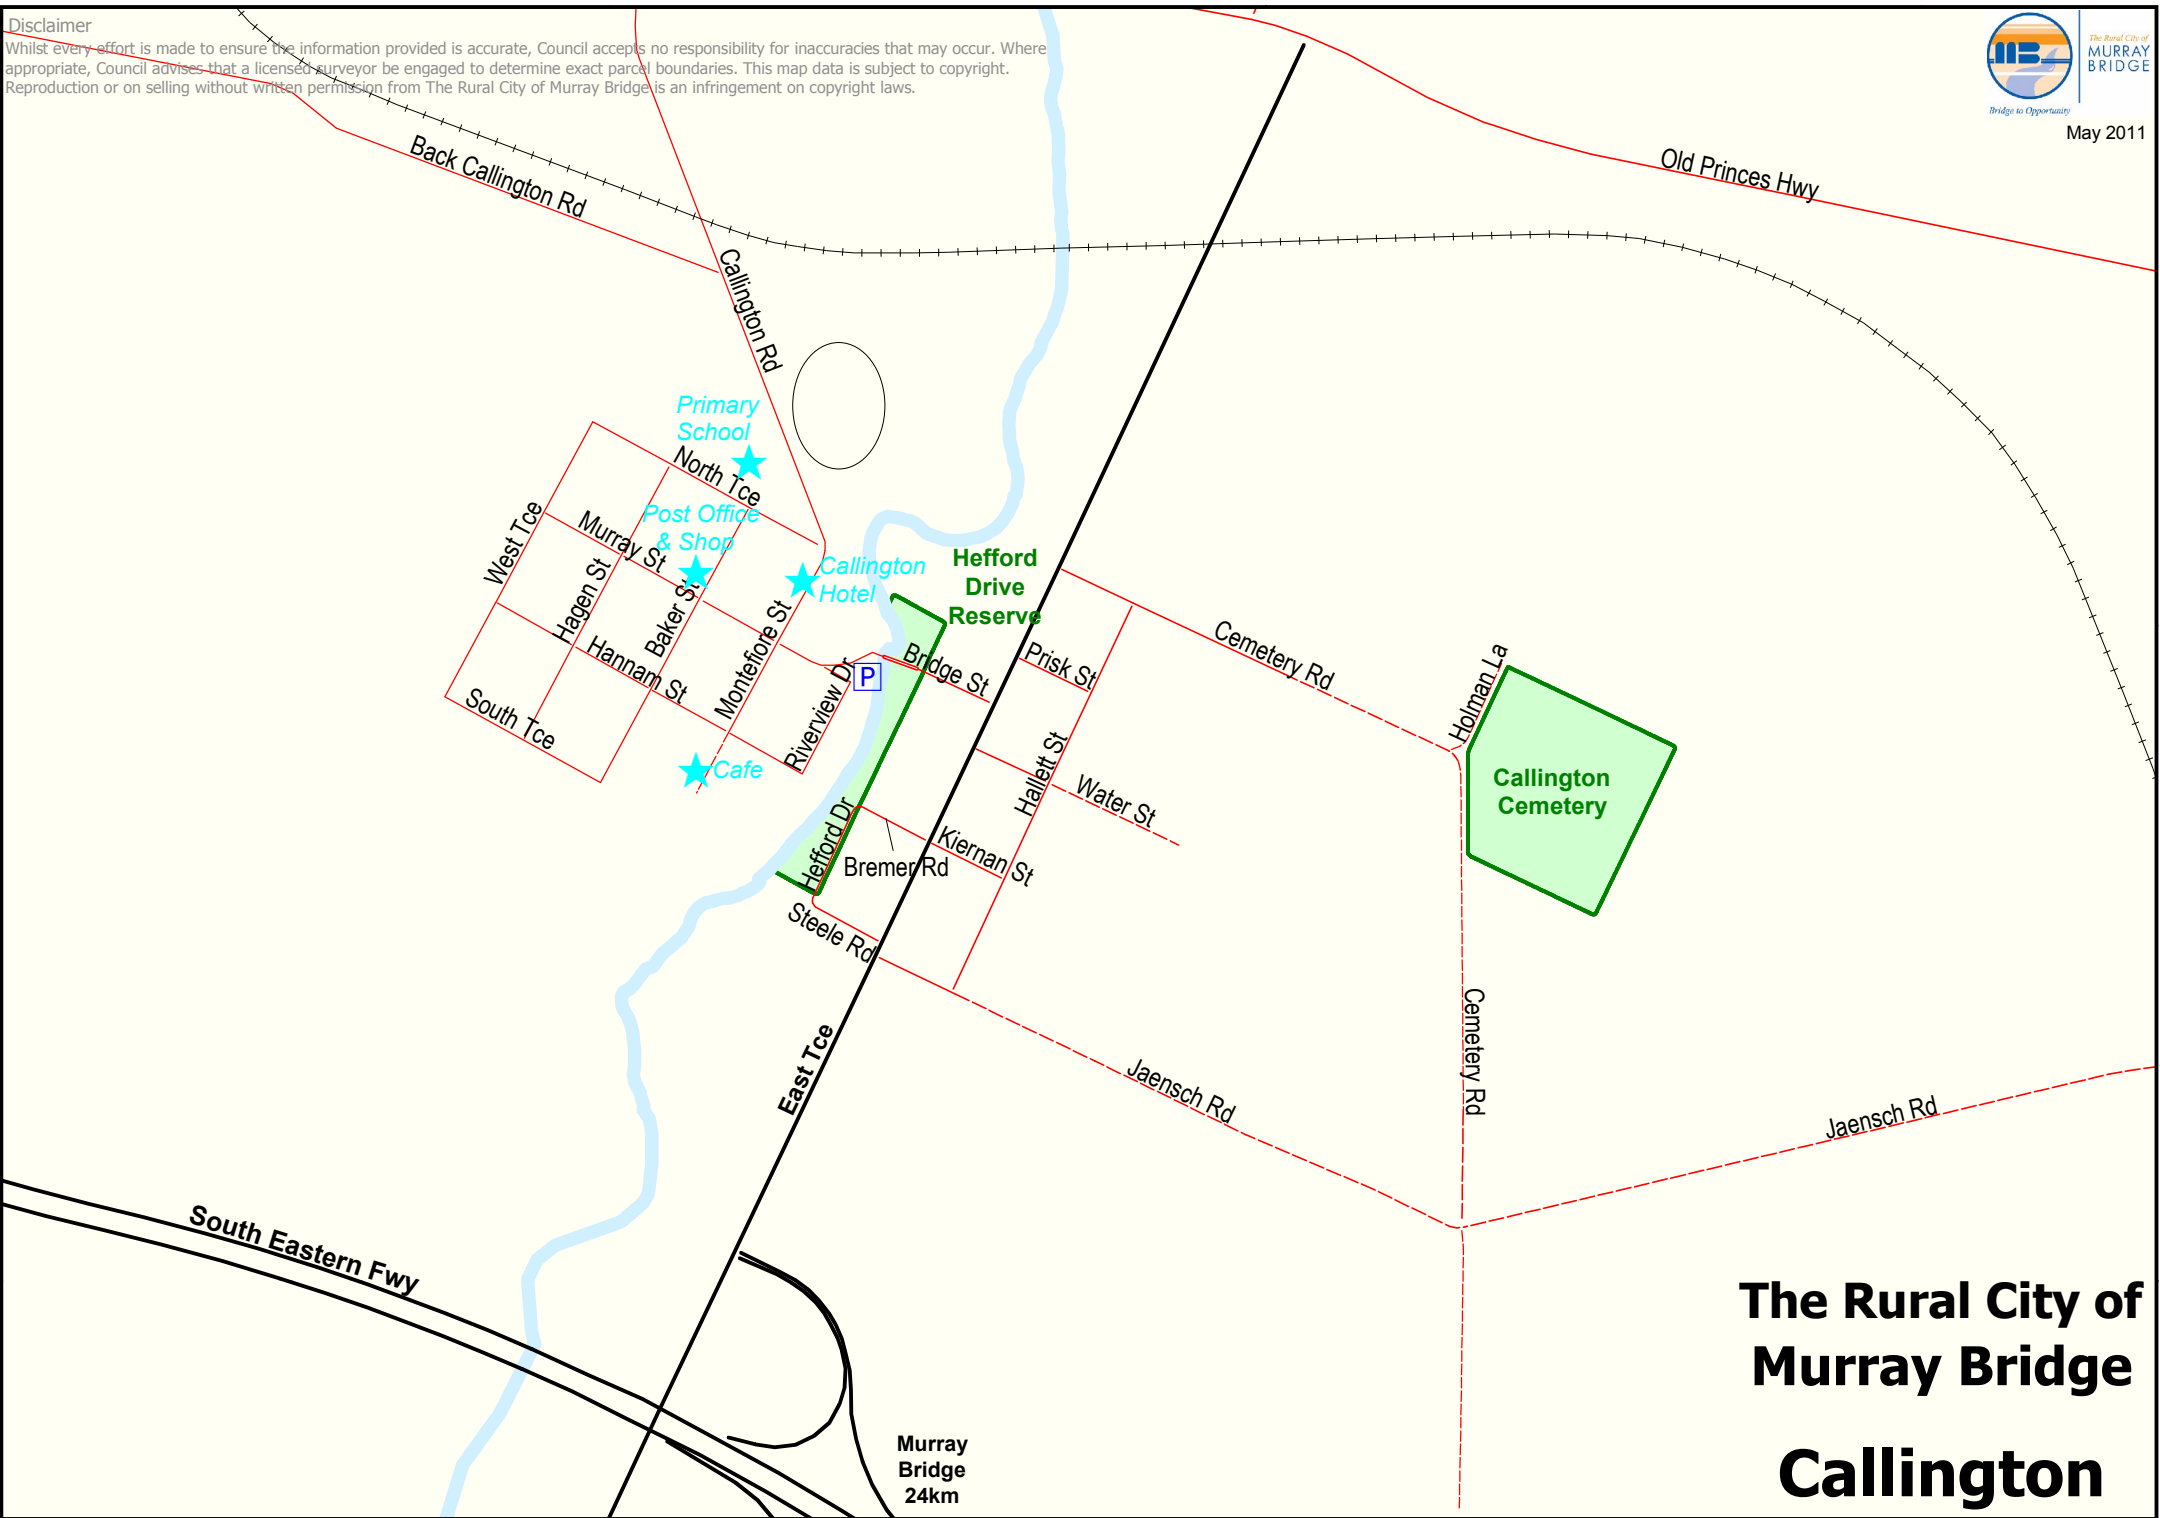 Disclaimer
Whilst every effort is made to ensure the information provided is accurate, Council accepts no responsibility for inaccuracies that may occur. Where
appropriate, Council advises that a licensed surveyor be engaged to determine exact parcel boundaries. This map data is subject to copyright.
Reproduction or on selling without written permission from The Rural City of Murray Bridge is an infringement on copyright laws.
The Rural City of
MURRAY
BRIDGE
Bridge to Opportunity
May 2011
Back Callington Rd
Old Princes Hwy
Callington Rd
Primary
School
North Tce
Post Office
& Shop
West Tce
Murray St
Hagen St
Baker St
Callington
Hotel
Hefford
Drive
Reserve
Montefiore St
Hannam St
South Tce
Riverview Dr
P
Bridge St
Prisk St
Cemetery Rd
Holman La
Callington
Cemetery
Cafe
Hallett St
Water St
Hefford Dr
Bremer Rd
Kiernan St
Steele Rd
East Tce
Cemetery Rd
Jaensch Rd
Jaensch Rd
South Eastern Fwy
Murray
Bridge
24km
The Rural City of
Murray Bridge
Callington